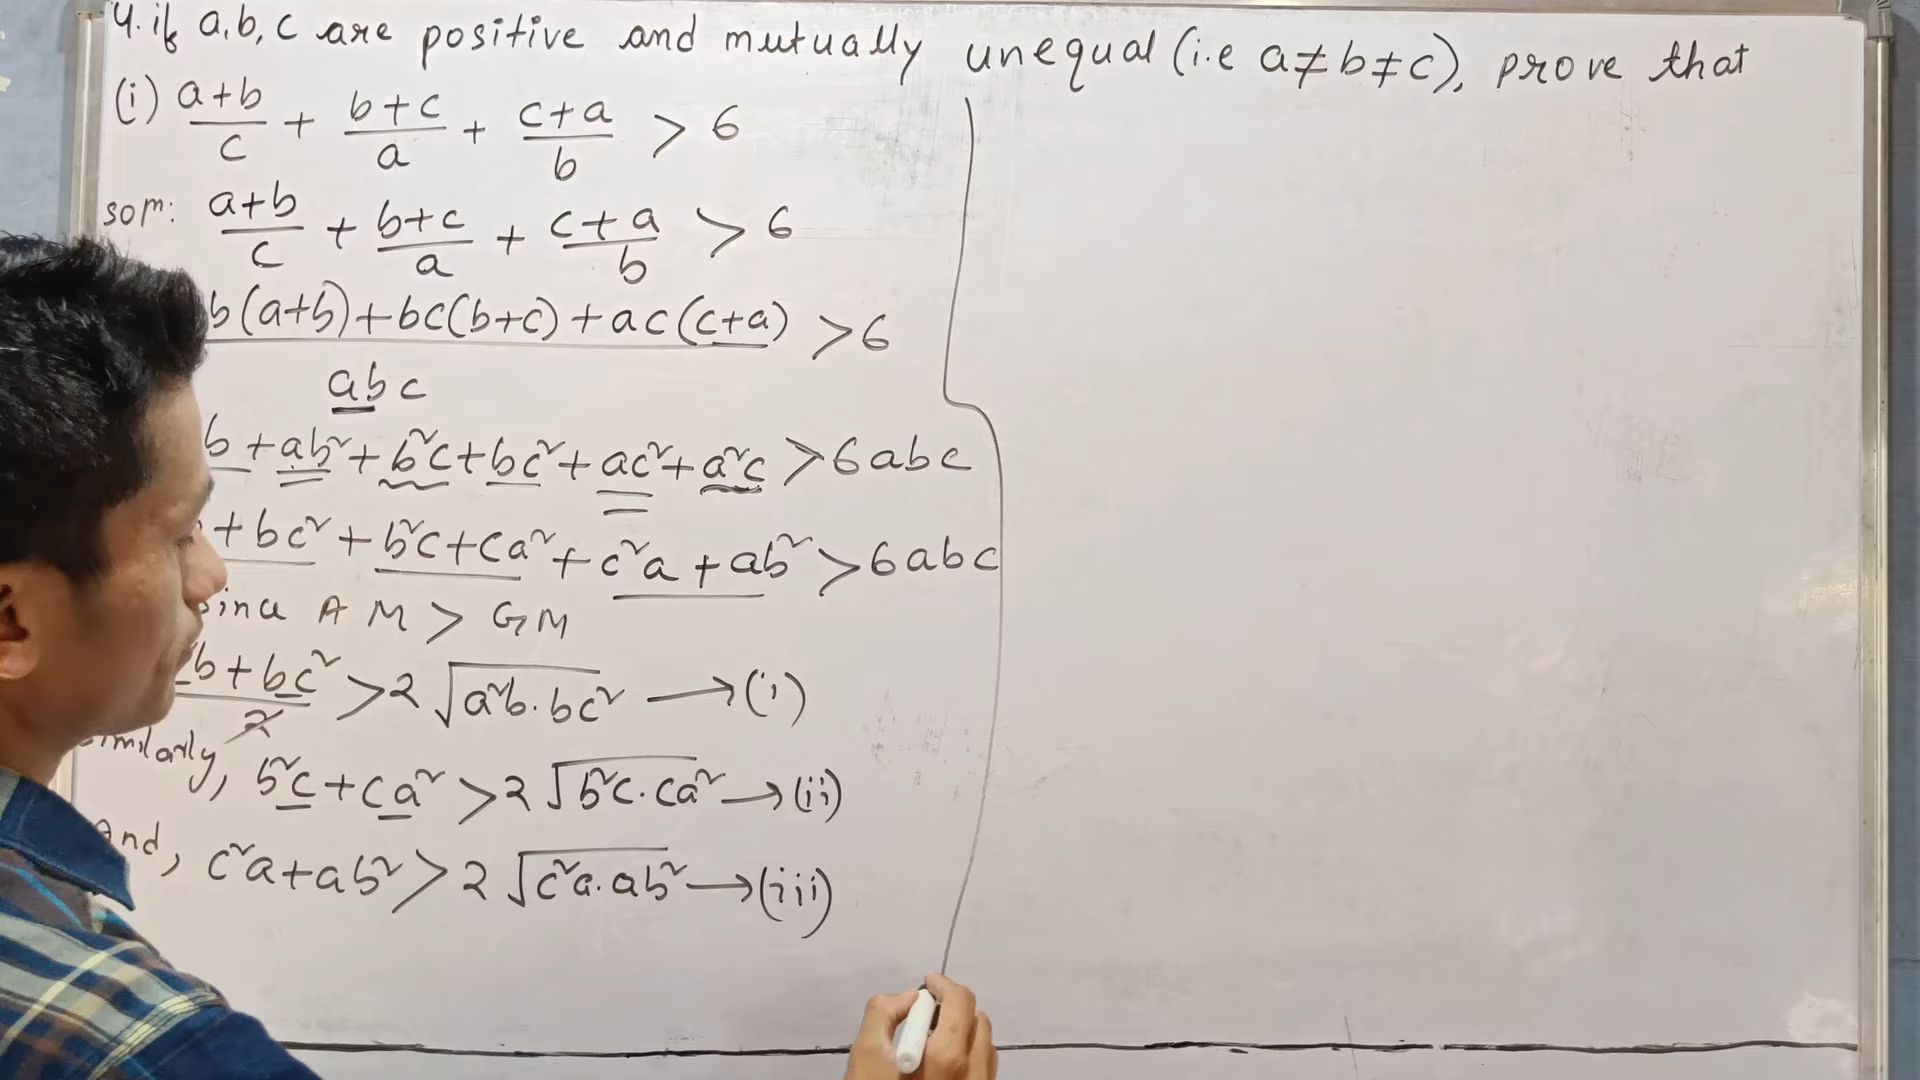 4. if a, b, c are positive and mutually unequal (i.e a≠b≠c), prove that
(i) (a+b)/c + (b+c)/a + (c+a)/b > 6
som: (a+b)/c + (b+c)/a + (c+a)/b > 6
b(a+b)+bc(b+c)+ac(c+a) / abc > 6
b + ab² + b²c + bc² + ac² + a²c > 6abc
+ bc² + b²c + ca² + c²a + ab² > 6abc
AM > GM
b + bc² / 2 > 2√(a²b.bc²) → (i)
b²c + ca² > 2√(b²c.ca²) → (ii)
And, c²a + ab² > 2√(c²a.ab²) → (iii)